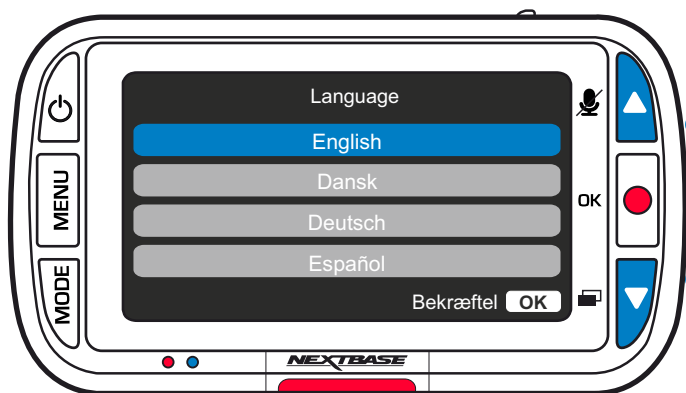 Language
English
MENU
Dansk
OK
Deutsch
Español
MODE
Bekræftel OK
NEXTBASE